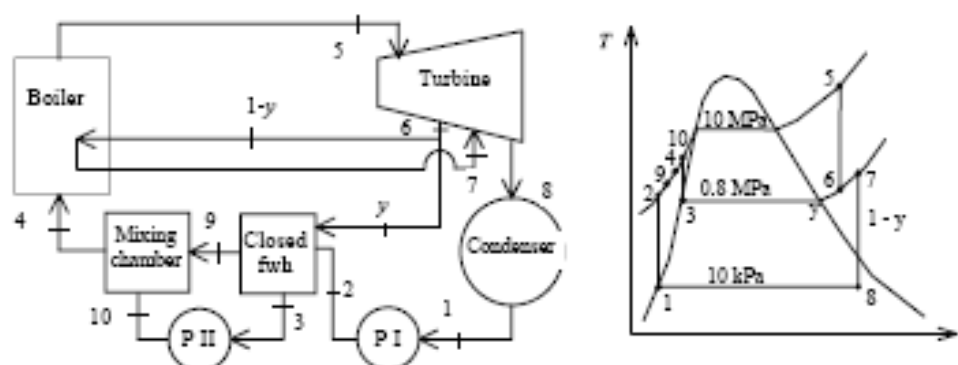 5
Turbine
Boiler
1-y
6
7
8
4
y
Mixing
chamber
9
Closed
fwh
2
Condenser
10
3
1
P II
P I
T
5
10 MPa
10
4
9
2
6
7
0.8 MPa
3
y
1 - y
10 kPa
1
8